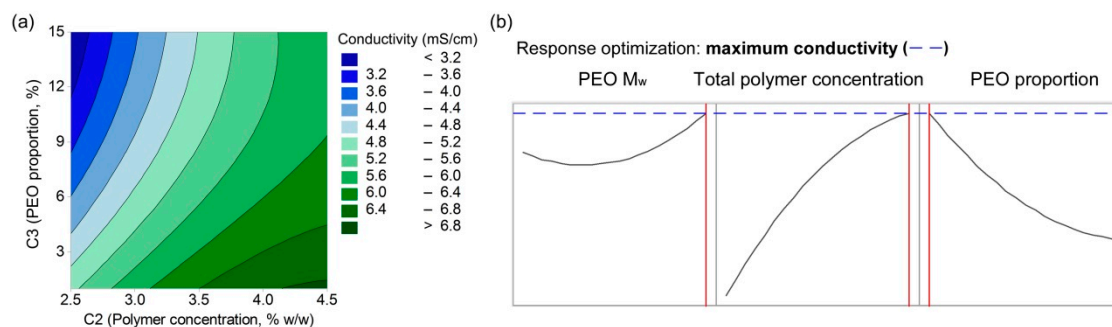 (a)
15
12
9
6
3
C3 (PEO proportion, %)
2.5 3.0 3.5 4.0 4.5
C2 (Polymer concentration, % w/w)
Conductivity (mS/cm)
< 3.2
3.2 – 3.6
3.6 – 4.0
4.0 – 4.4
4.4 – 4.8
4.8 – 5.2
5.2 – 5.6
5.6 – 6.0
6.0 – 6.4
6.4 – 6.8
> 6.8
(b)
Response optimization: maximum conductivity (– –)
PEO Mw Total polymer concentration PEO proportion